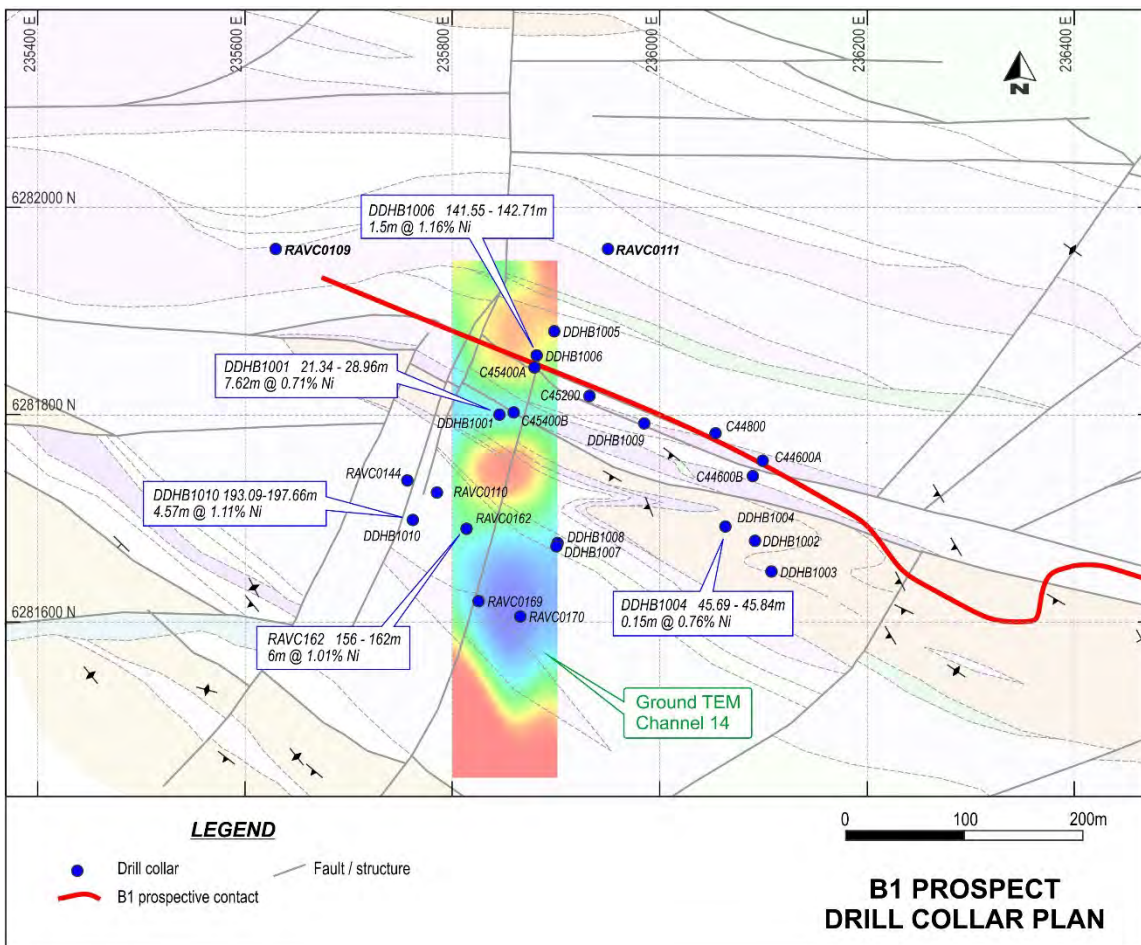 235400 E
235600 E
235800 E
236000 E
236200 E
236400 E
N
6282000 N
DDHB1006 141.55 - 142.71m
1.5m @ 1.16% Ni
RAVC0109
RAVC0111
DDHB1005
DDHB1006
C45400A
DDHB1001 21.34 - 28.96m
7.62m @ 0.71% Ni
C45200
6281800 N
DDHB1001
C45400B
DDHB1009
C44800
C44600A
C44600B
RAVC0144
RAVC0110
DDHB1010 193.09-197.66m
4.57m @ 1.11% Ni
DDHB1010
RAVC0162
DDHB1004
DDHB1002
DDHB1008
DDHB1007
DDHB1003
DDHB1004 45.69 - 45.84m
0.15m @ 0.76% Ni
6281600 N
RAVC0169
RAVC0170
RAVC162 156 - 162m
6m @ 1.01% Ni
Ground TEM
Channel 14
LEGEND
Drill collar
Fault / structure
B1 prospective contact
0 100 200m
B1 PROSPECT
DRILL COLLAR PLAN